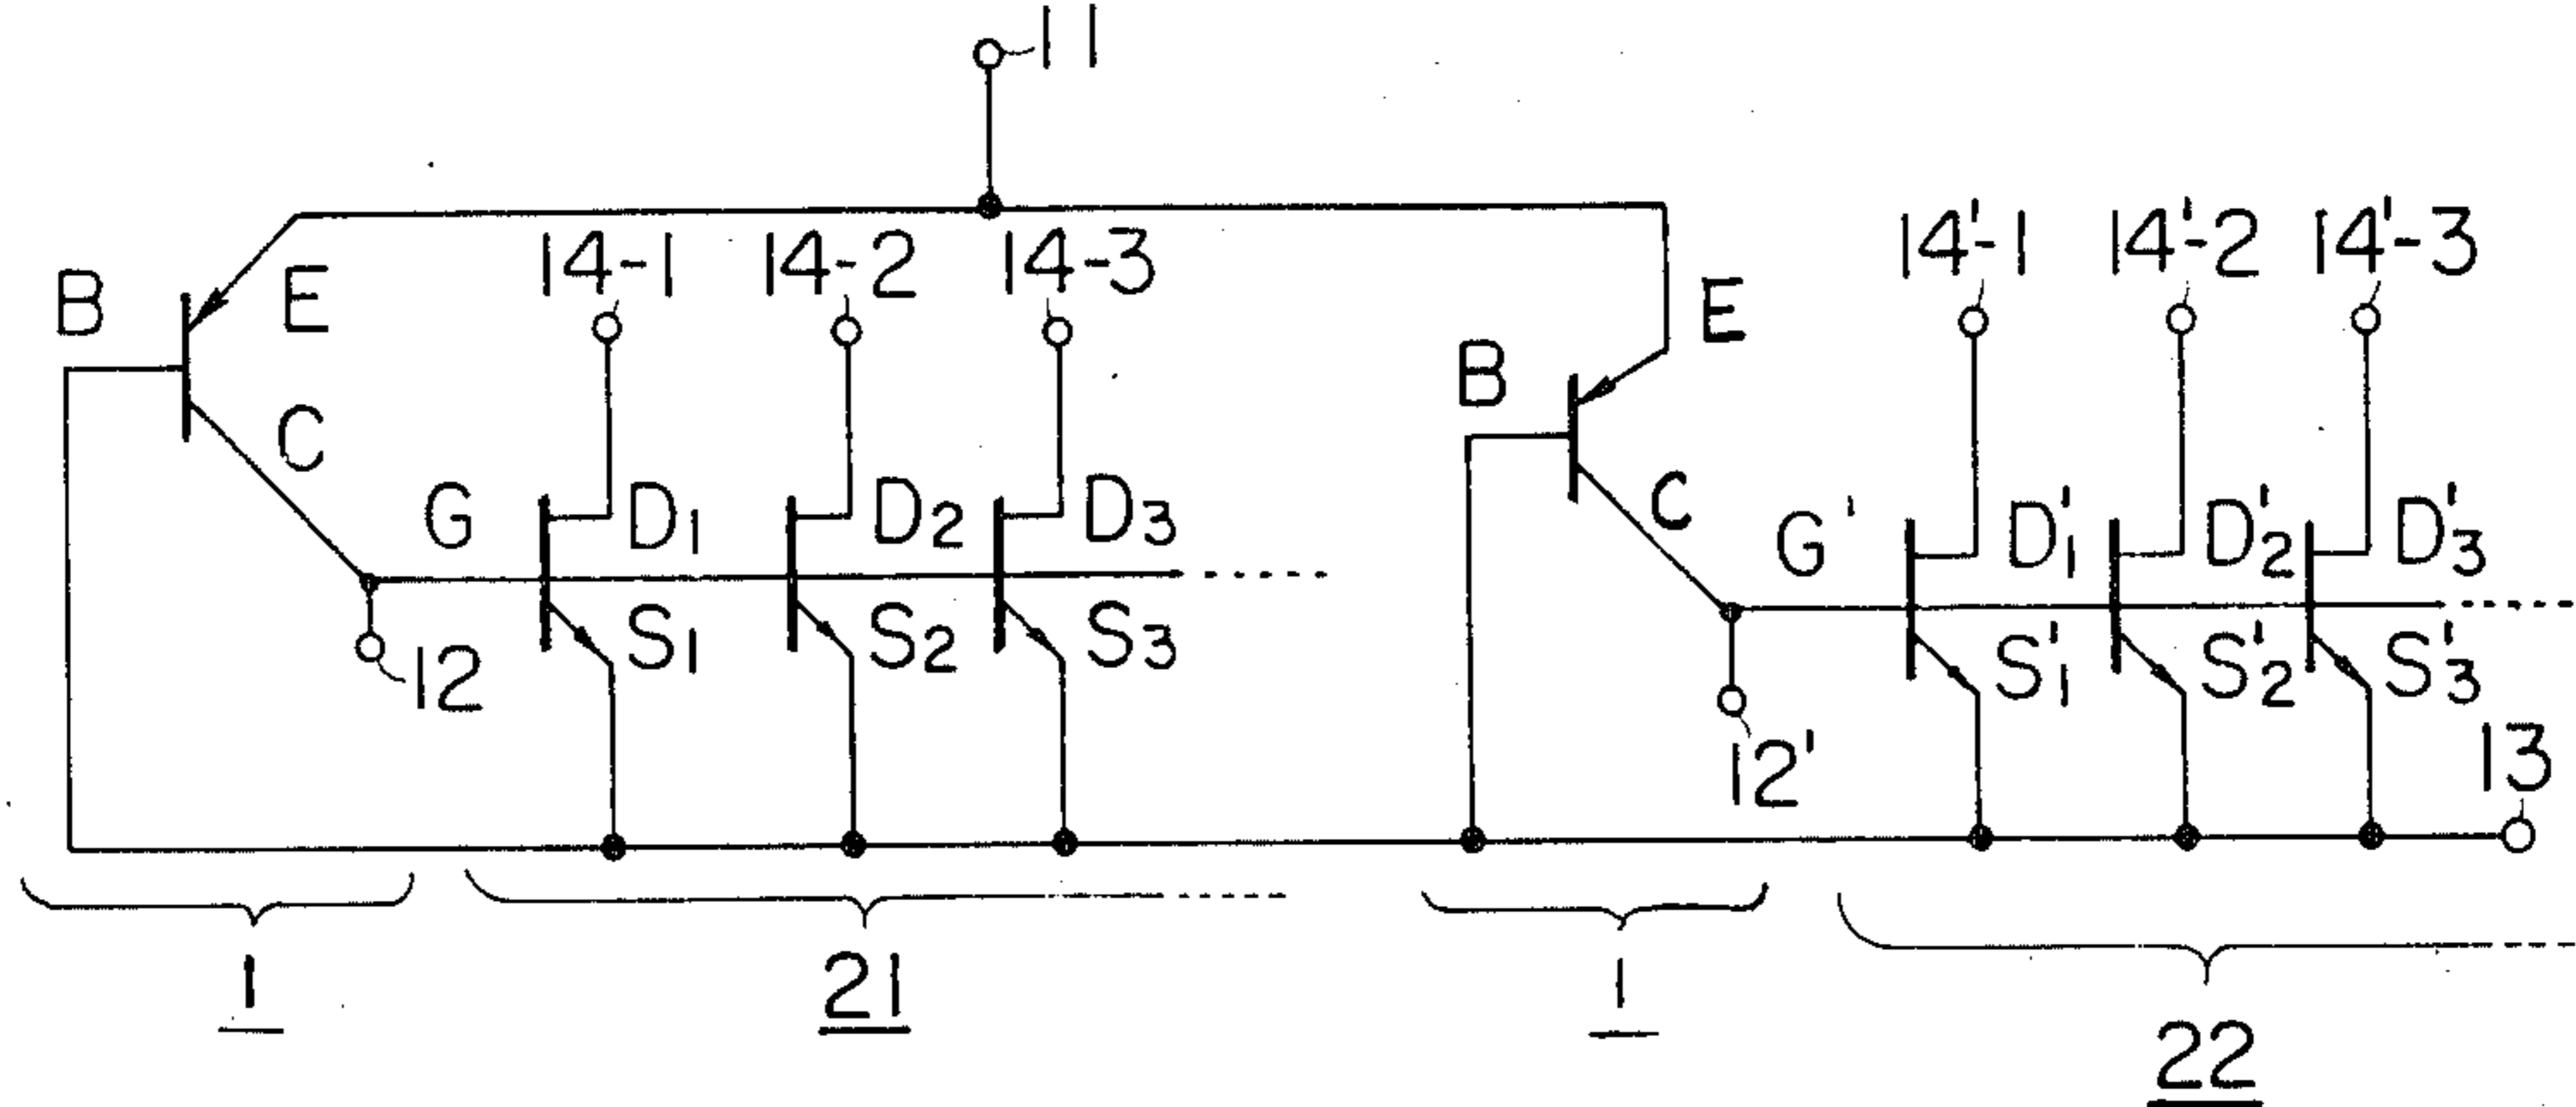 11
14-1 14-2 14-3 14'-1 14'-2 14'-3
B E E
B
C C
G D1 D2 D3 G' D'1 D'2 D'3
S1 S2 S3 S'1 S'2 S'3
12 12' 13
1 21 1 22